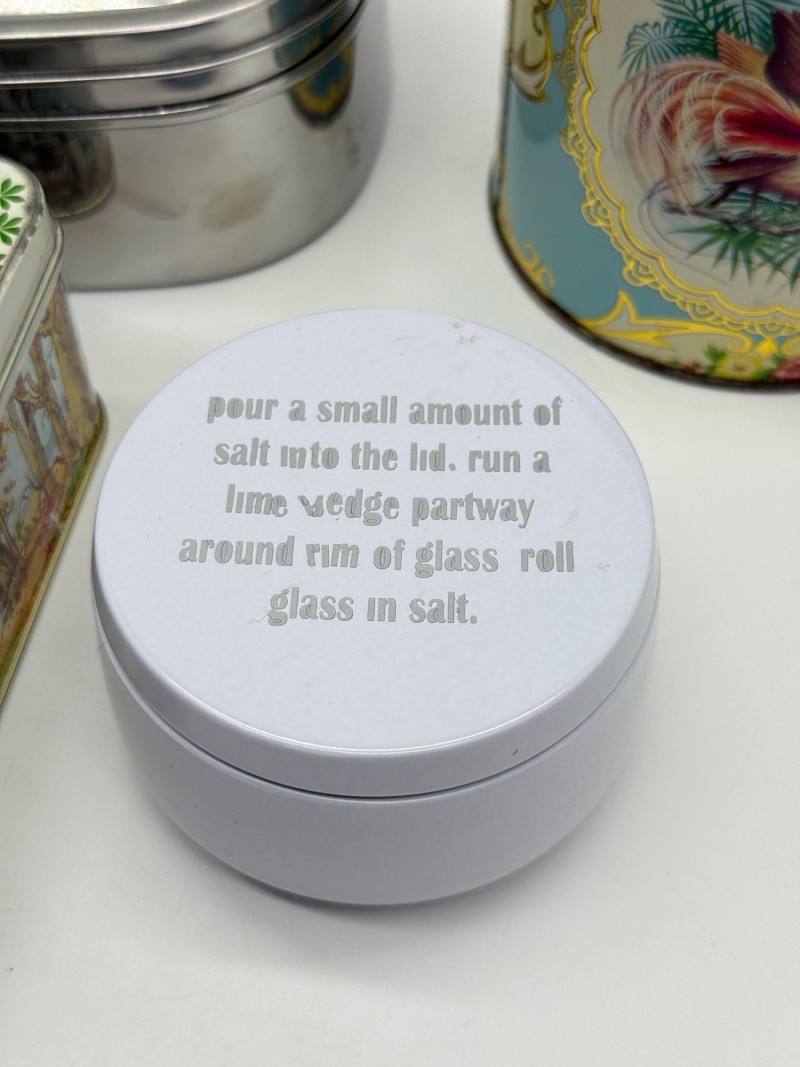 pour a small amount of
salt into the lid. run a
lime wedge partway
around rim of glass roll
glass in salt.